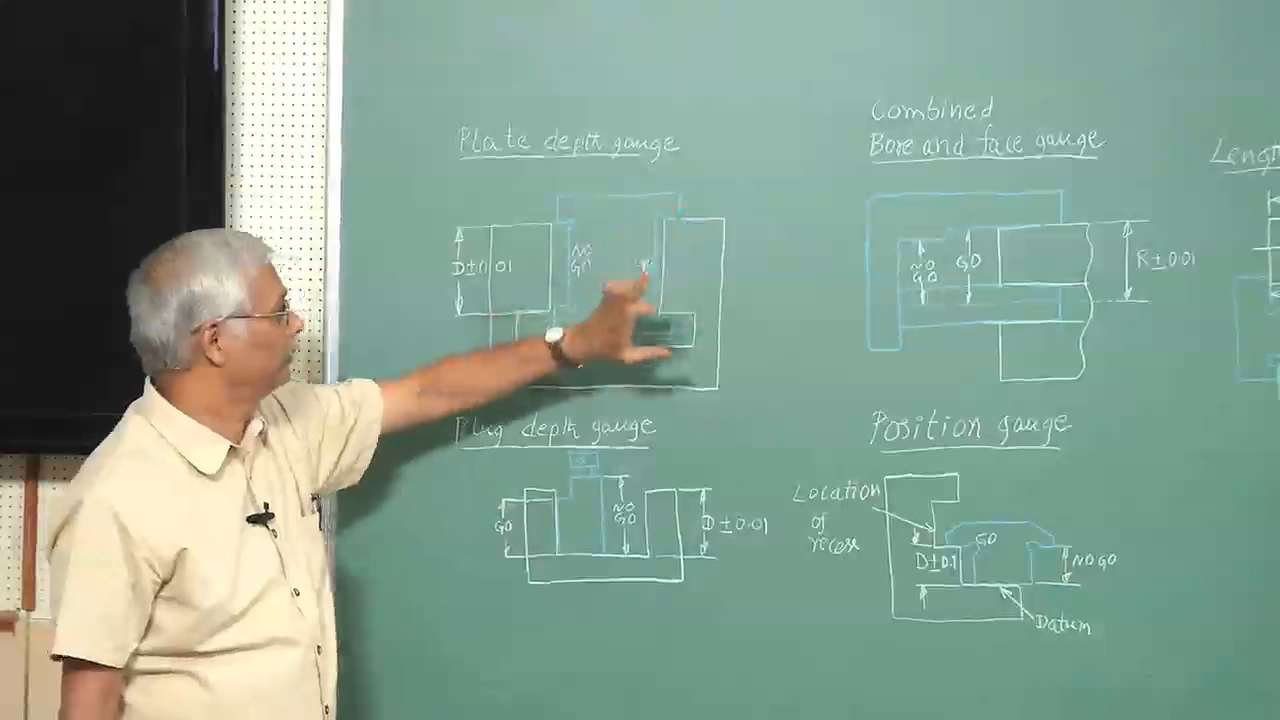 Plate depth gauge
D±0.01
NO
GO
Plug depth gauge
GO
NO
GO
D±0.01
Combined
Bore and face gauge
NO
GO
GO
R±0.01
Position gauge
Location
of
recess
GO
D±0.1
NO GO
Datum